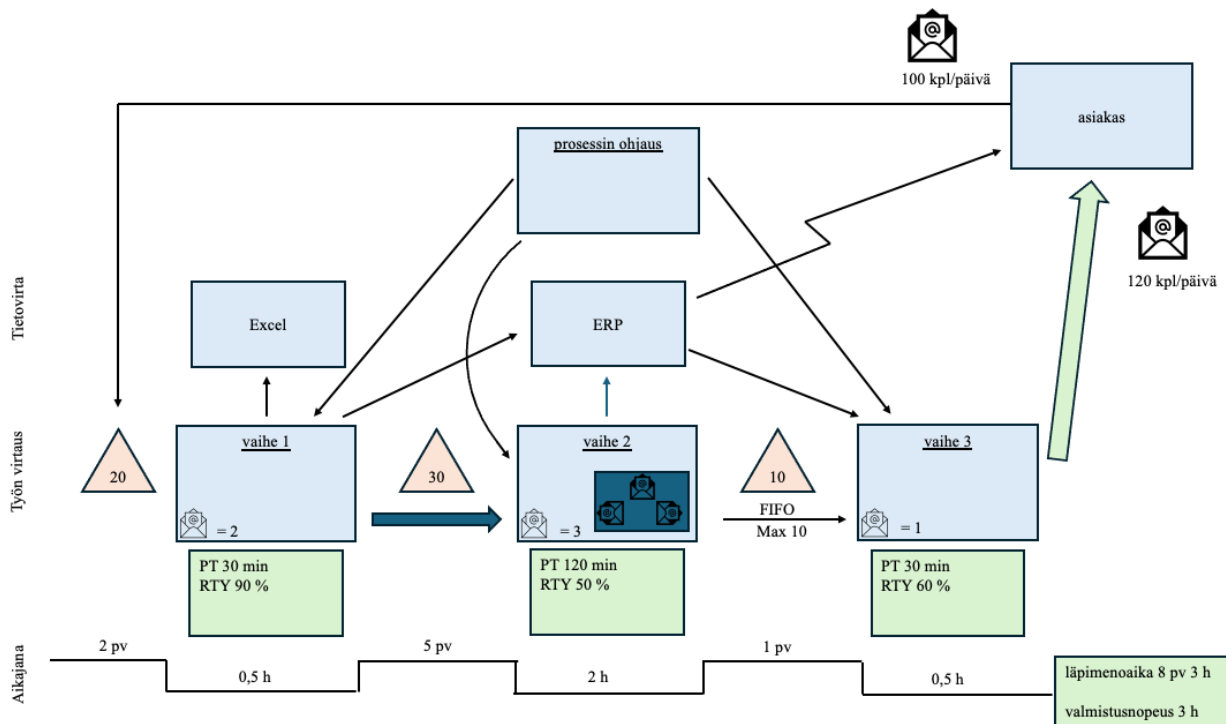 100 kpl/päivä
asiakas
prosessin ohjaus
120 kpl/päivä
Tietovirta
Excel
ERP
Työn virtaus
20
vaihe 1
= 2
30
vaihe 2
= 3
10
FIFO
Max 10
vaihe 3
= 1
PT 30 min
RTY 90 %
PT 120 min
RTY 50 %
PT 30 min
RTY 60 %
Aikajana
2 pv
0,5 h
5 pv
2 h
1 pv
0,5 h
läpimenoaika 8 pv 3 h
valmistusnopeus 3 h